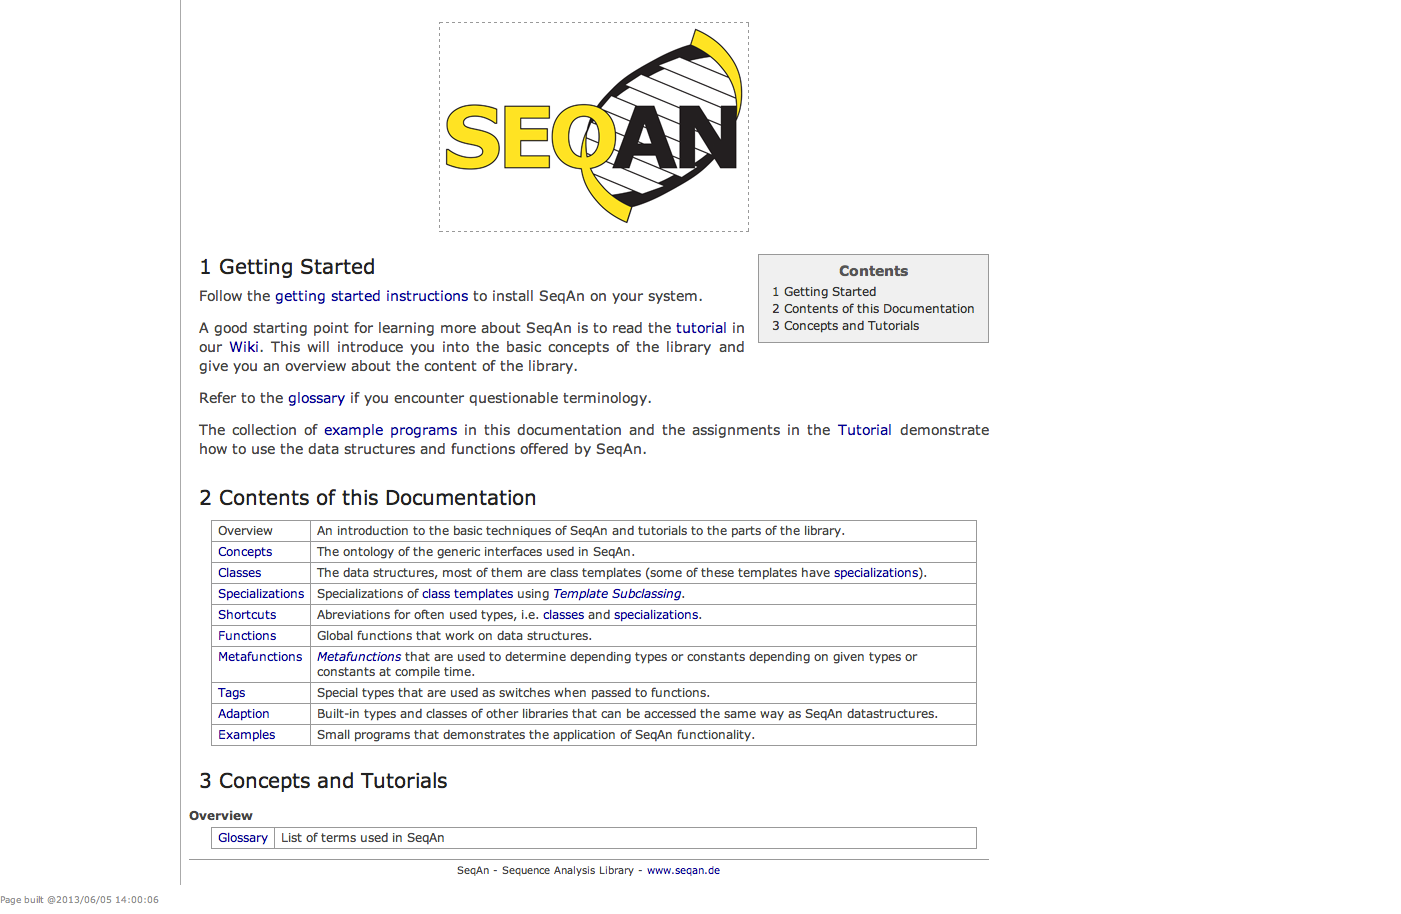 SEQAN
1 Getting Started
Follow the getting started instructions to install SeqAn on your system.
A good starting point for learning more about SeqAn is to read the tutorial in
our Wiki. This will introduce you into the basic concepts of the library and
give you an overview about the content of the library.
Refer to the glossary if you encounter questionable terminology.
The collection of example programs in this documentation and the assignments in the Tutorial demonstrate
how to use the data structures and functions offered by SeqAn.
Contents
1 Getting Started
2 Contents of this Documentation
3 Concepts and Tutorials
2 Contents of this Documentation
Overview An introduction to the basic techniques of SeqAn and tutorials to the parts of the library.
Concepts The ontology of the generic interfaces used in SeqAn.
Classes The data structures, most of them are class templates (some of these templates have specializations).
Specializations Specializations of class templates using Template Subclassing.
Shortcuts Abreviations for often used types, i.e. classes and specializations.
Functions Global functions that work on data structures.
Metafunctions Metafunctions that are used to determine depending types or constants depending on given types or
constants at compile time.
Tags Special types that are used as switches when passed to functions.
Adaption Built-in types and classes of other libraries that can be accessed the same way as SeqAn datastructures.
Examples Small programs that demonstrates the application of SeqAn functionality.
3 Concepts and Tutorials
Overview
Glossary List of terms used in SeqAn
SeqAn - Sequence Analysis Library - www.seqan.de
Page built @2013/06/05 14:00:06